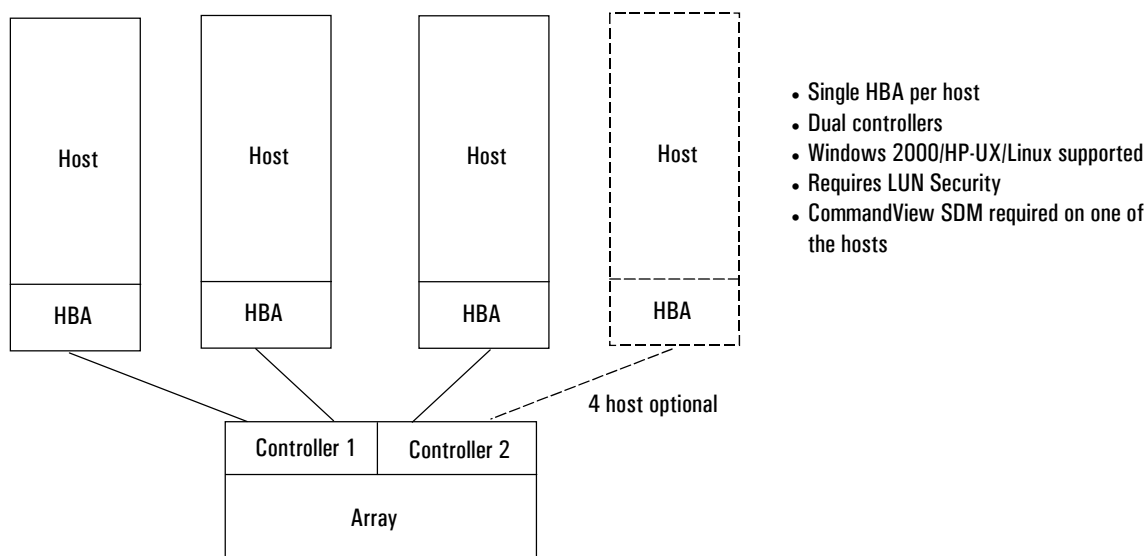 Host
Host
Host
Host
HBA
HBA
HBA
HBA
• Single HBA per host
• Dual controllers
• Windows 2000/HP-UX/Linux supported
• Requires LUN Security
• CommandView SDM required on one of
the hosts
4 host optional
Controller 1
Controller 2
Array